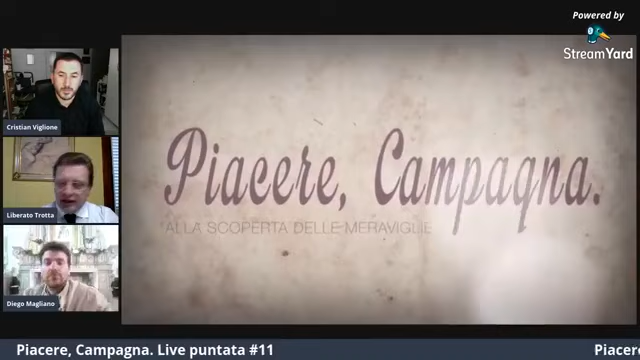 Powered by
StreamYard
Cristian Viglione
Liberato Trotta
Diego Magliano
Piacere, Campagna.
ALLA SCOPERTA DELLE MERAVIGLIE
Piacere, Campagna. Live puntata #11
Piacere